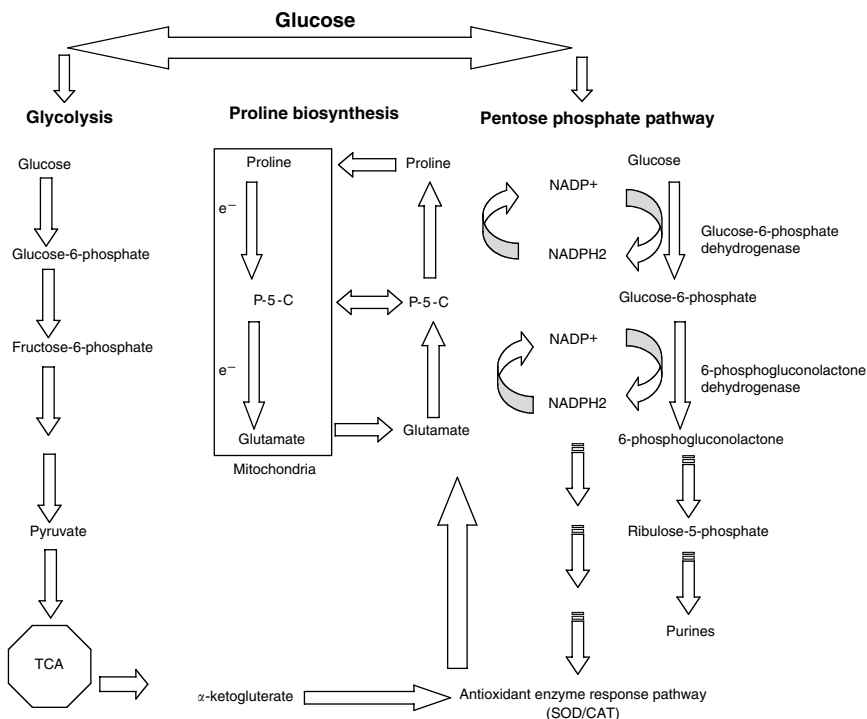 Glucose
Glycolysis
Glucose
Glucose-6-phosphate
Fructose-6-phosphate
Pyruvate
TCA
Proline biosynthesis
Proline
e−
P-5-C
e−
Glutamate
Mitochondria
Proline
P-5-C
Glutamate
α-ketogluterate
Pentose phosphate pathway
NADP+
NADPH2
Glucose
Glucose-6-phosphate
dehydrogenase
Glucose-6-phosphate
NADP+
NADPH2
6-phosphogluconolactone
dehydrogenase
6-phosphogluconolactone
Ribulose-5-phosphate
Purines
Antioxidant enzyme response pathway
(SOD/CAT)